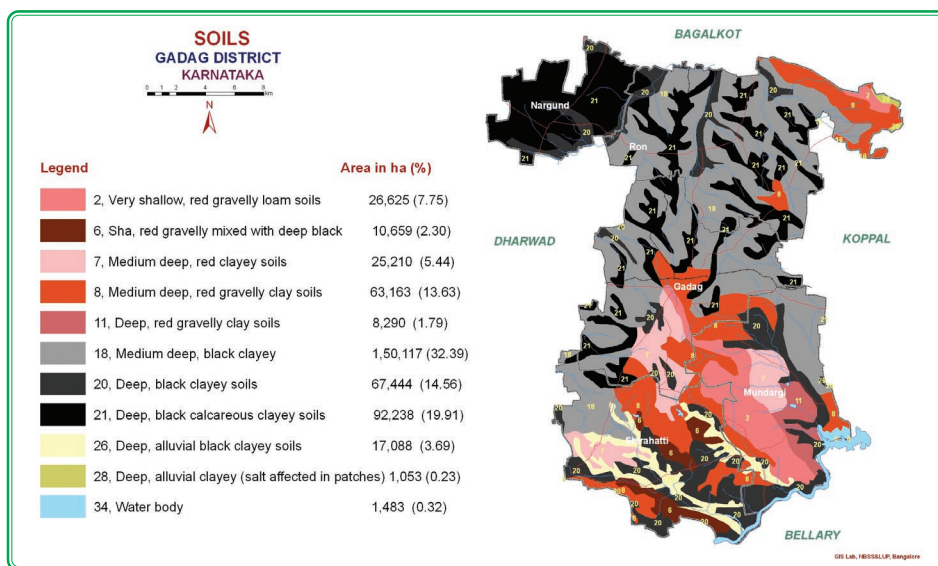 SOILS
GADAG DISTRICT
KARNATAKA
0 2 4 6 8
km
N
Legend Area in ha (%)
2, Very shallow, red gravelly loam soils 26,625 (7.75)
6, Sha, red gravelly mixed with deep black 10,659 (2.30)
7, Medium deep, red clayey soils 25,210 (5.44)
8, Medium deep, red gravelly clay soils 63,163 (13.63)
11, Deep, red gravelly clay soils 8,290 (1.79)
18, Medium deep, black clayey 1,50,117 (32.39)
20, Deep, black clayey soils 67,444 (14.56)
21, Deep, black calcareous clayey soils 92,238 (19.91)
26, Deep, alluvial black clayey soils 17,088 (3.69)
28, Deep, alluvial clayey (salt affected in patches) 1,053 (0.23)
34, Water body 1,483 (0.32)
BAGALKOT
Nargund
Ron
DHARWAD
KOPPAL
Gadag
Mundargi
Shirahatti
BELLARY
GIS Lab, NBSS&LUP, Bangalore